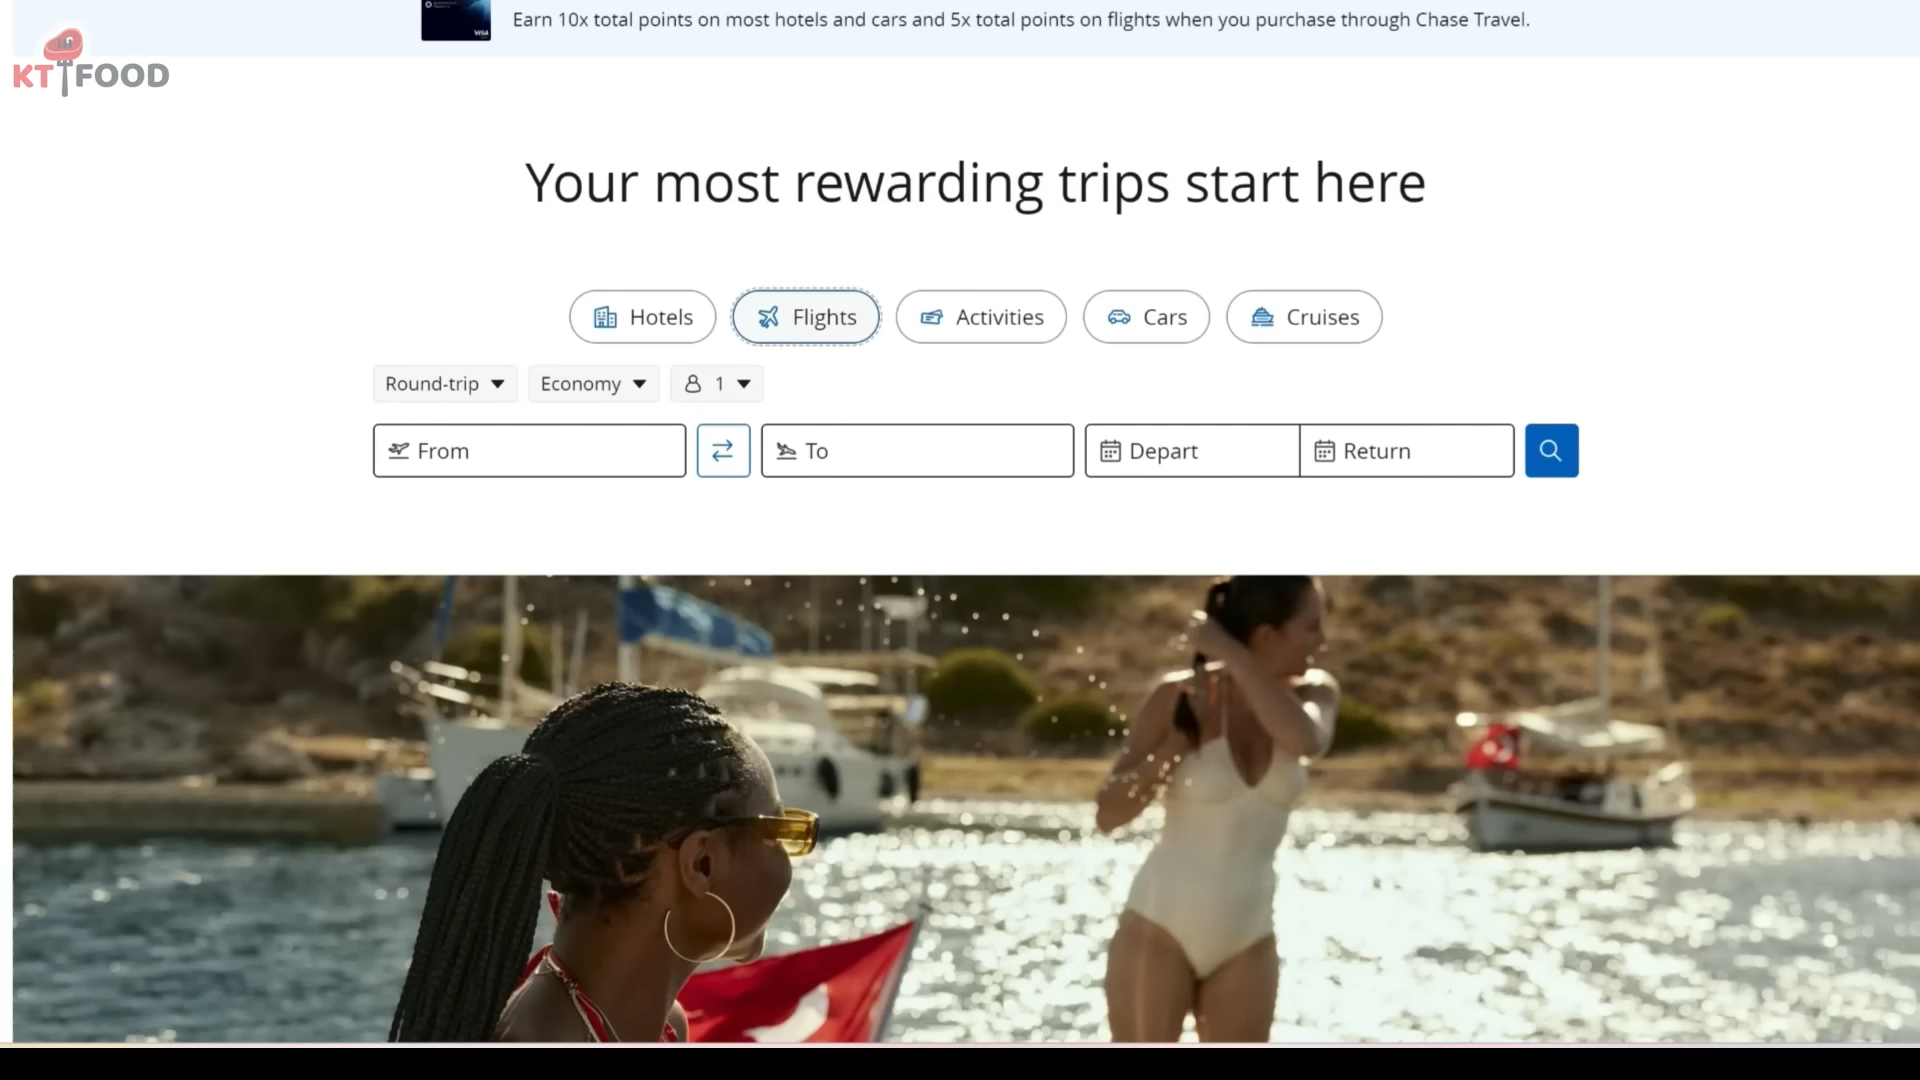 Earn 10x total points on most hotels and cars and 5x total points on flights when you purchase through Chase Travel.
VISA
KT FOOD
Your most rewarding trips start here
Hotels
Flights
Activities
Cars
Cruises
Round-trip
Economy
1
From
To
Depart
Return